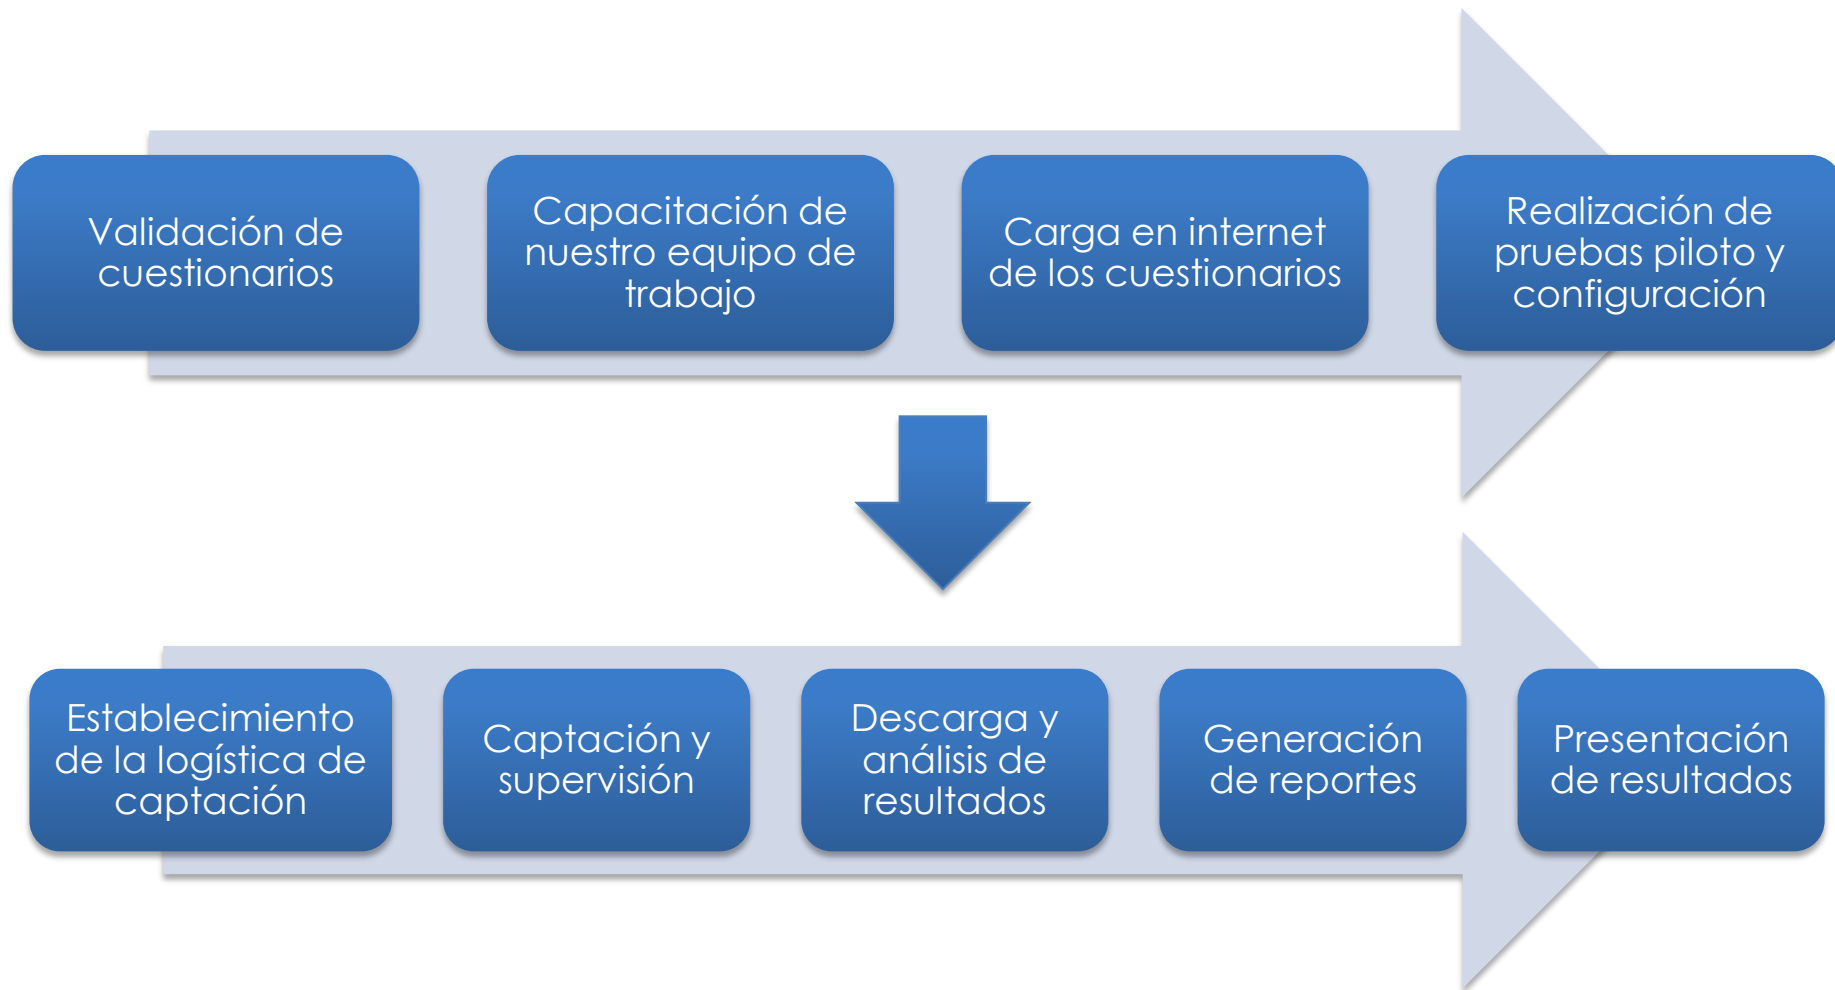 Validación de
cuestionarios
Capacitación de
nuestro equipo de
trabajo
Carga en internet
de los cuestionarios
Realización de
pruebas piloto y
configuración
Establecimiento
de la logística de
captación
Captación y
supervisión
Descarga y
análisis de
resultados
Generación
de reportes
Presentación
de resultados